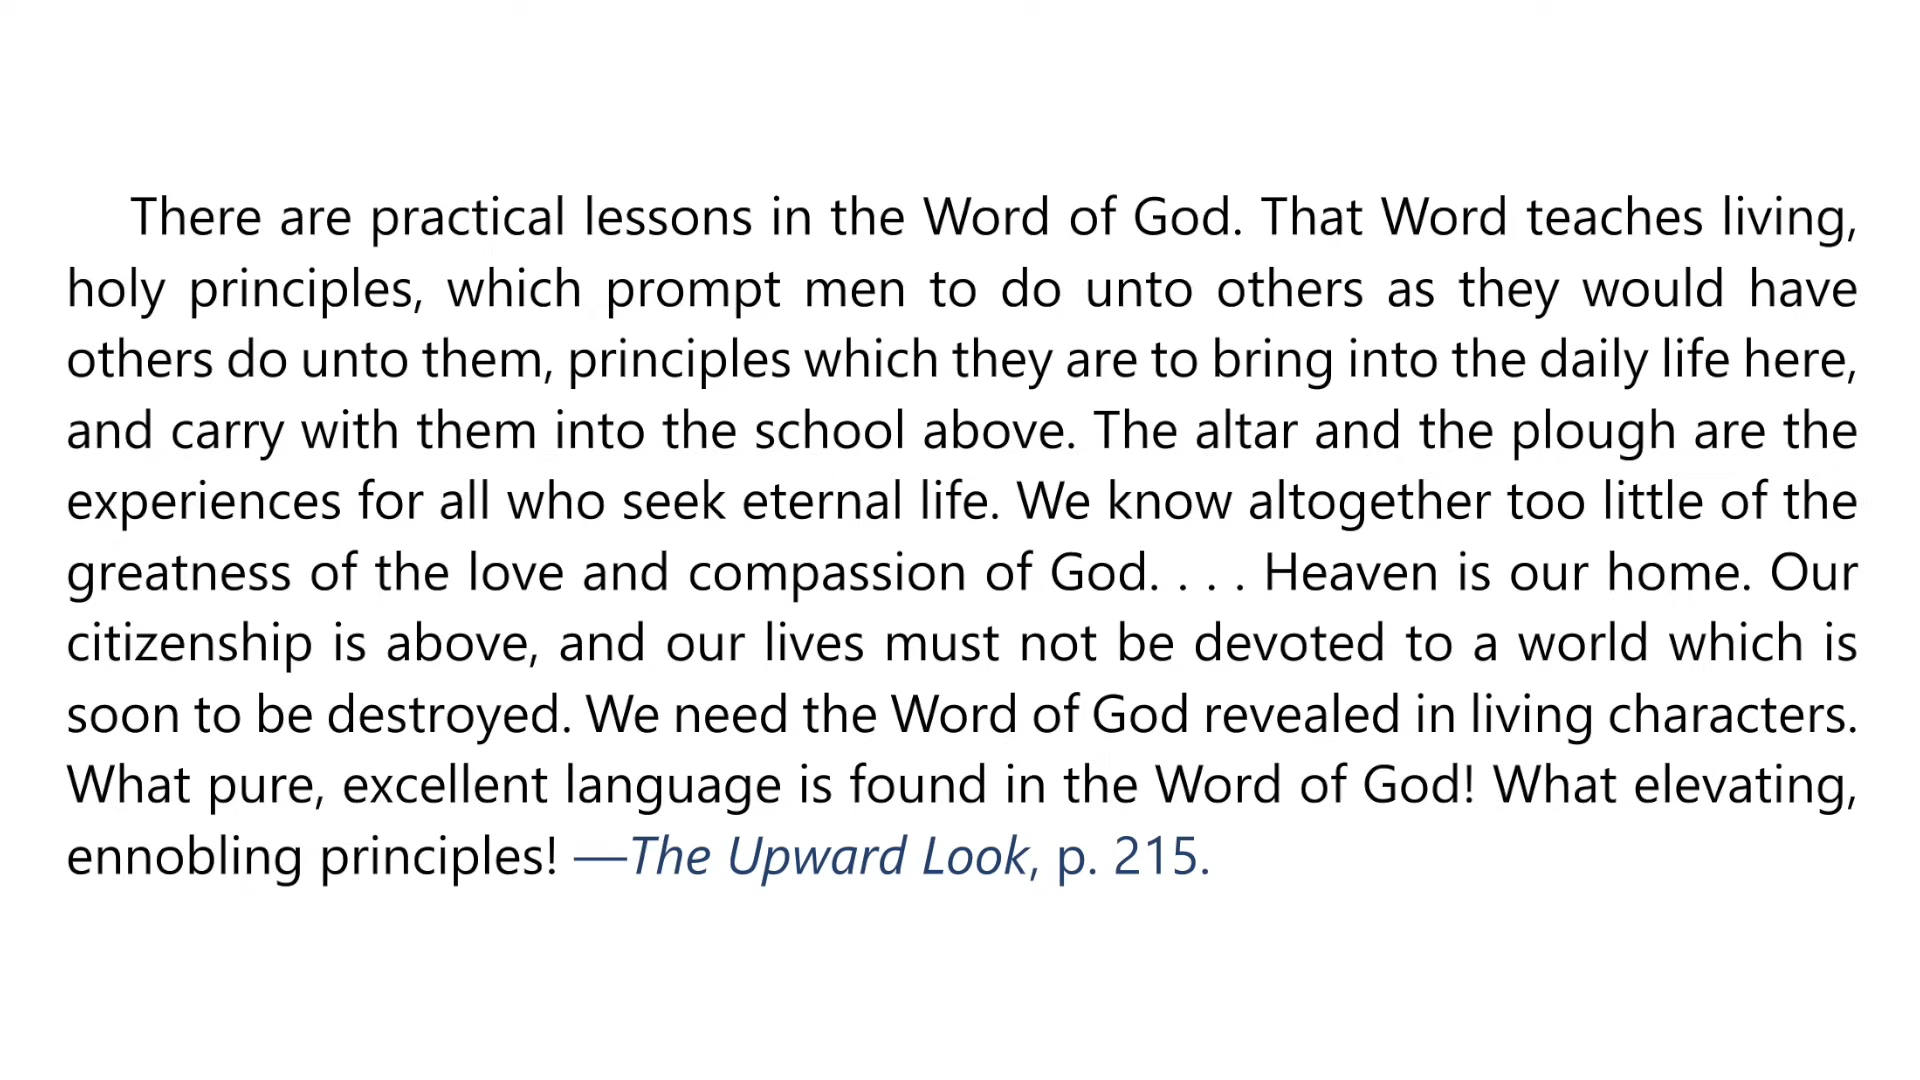 There are practical lessons in the Word of God. That Word teaches living,
holy principles, which prompt men to do unto others as they would have
others do unto them, principles which they are to bring into the daily life here,
and carry with them into the school above. The altar and the plough are the
experiences for all who seek eternal life. We know altogether too little of the
greatness of the love and compassion of God. . . . Heaven is our home. Our
citizenship is above, and our lives must not be devoted to a world which is
soon to be destroyed. We need the Word of God revealed in living characters.
What pure, excellent language is found in the Word of God! What elevating,
ennobling principles! —The Upward Look, p. 215.